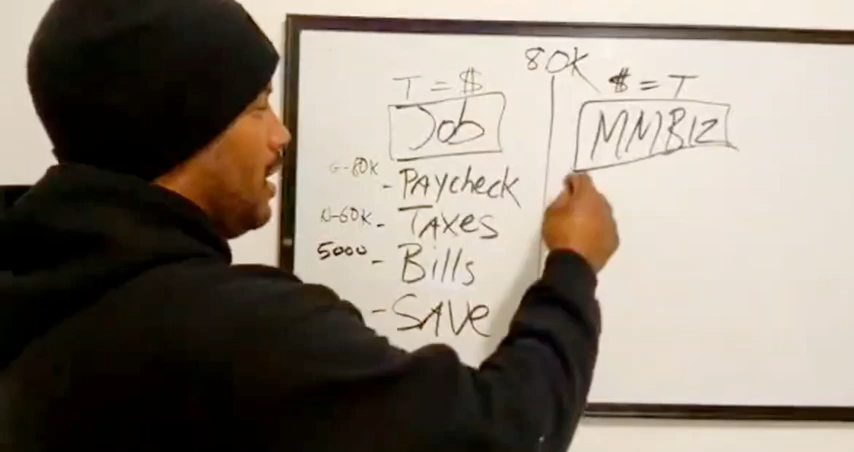 80K
T = $
Job
G-80K
- PAycheck
N-60K - TAxes
5000 - Bills
- SAVe
$ = T
MMBIZ